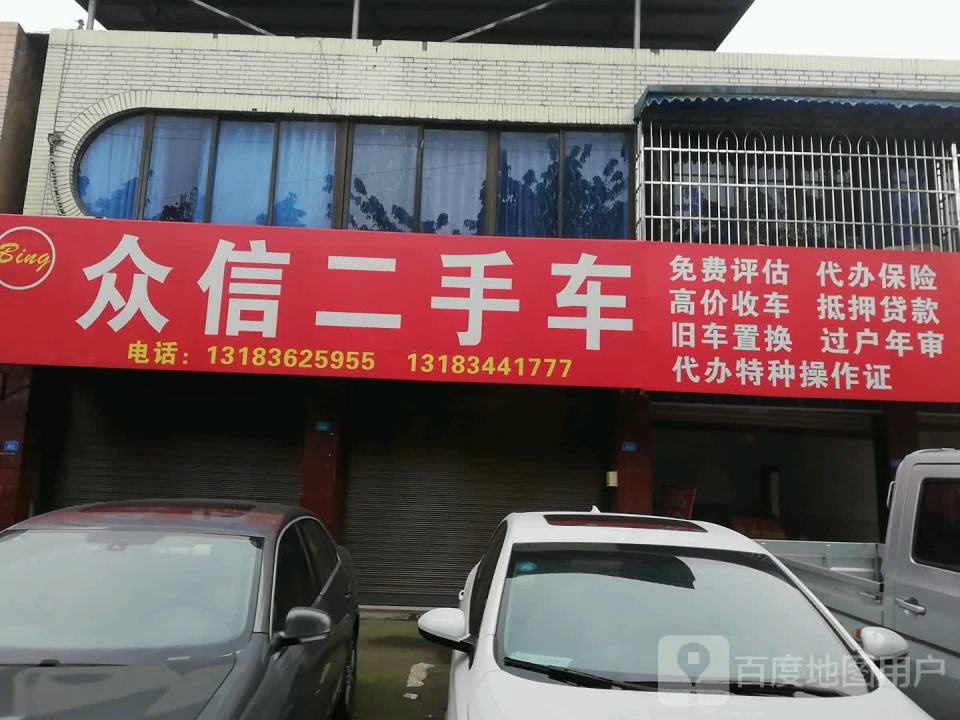 Bing
众信二手车
电话：13183625955 13183441777
免费评估 代办保险
高价收车 抵押贷款
旧车置换 过户年审
代办特种操作证
百度地图用户